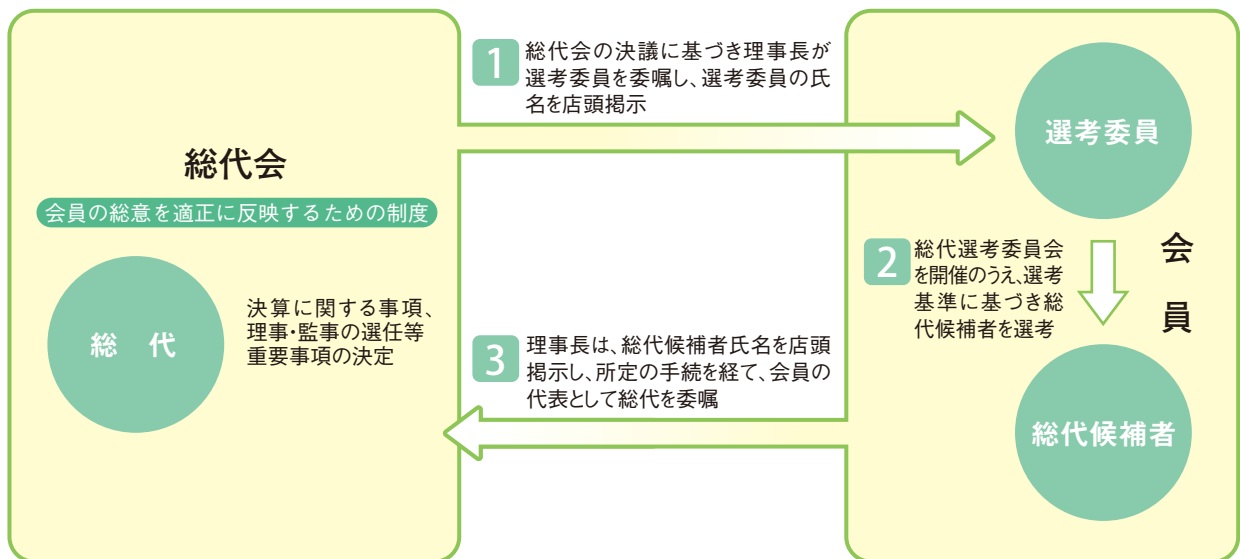 総代会
会員の総意を適正に反映するための制度
総 代
決算に関する事項、
理事・監事の選任等
重要事項の決定
1
総代会の決議に基づき理事長が
選考委員を委嘱し、選考委員の氏
名を店頭掲示
選考委員
会員
2
総代選考委員会
を開催のうえ、選考
基準に基づき総
代候補者を選考
総代候補者
3
理事長は、総代候補者氏名を店頭
掲示し、所定の手続を経て、会員の
代表として総代を委嘱